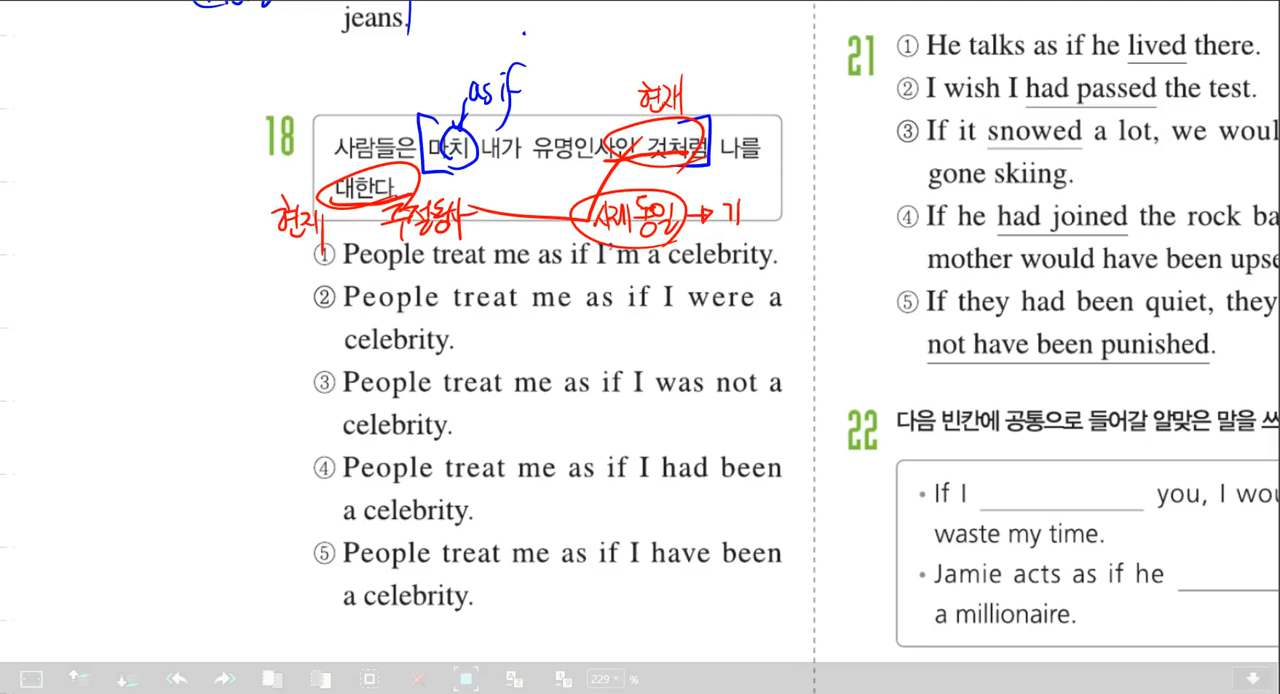 jeans.
as if
현재
18
사람들은 마치 내가 유명인사인 것처럼 나를
대한다.
현재 주절동사 시제 동일 → 기
① People treat me as if I'm a celebrity.
② People treat me as if I were a
celebrity.
③ People treat me as if I was not a
celebrity.
④ People treat me as if I had been
a celebrity.
⑤ People treat me as if I have been
a celebrity.
21
① He talks as if he lived there.
② I wish I had passed the test.
③ If it snowed a lot, we woul
gone skiing.
④ If he had joined the rock ba
mother would have been upse
⑤ If they had been quiet, they
not have been punished.
22 다음 빈칸에 공통으로 들어갈 알맞은 말을 쓰
• If I ________ you, I wou
waste my time.
• Jamie acts as if he ________
a millionaire.
229 %